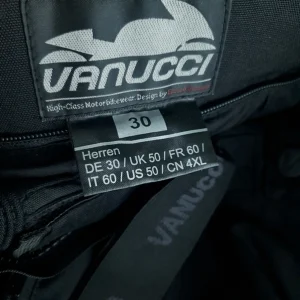 VANUCCI
High-Class Motorbikewear Design by
30
Herren
DE 30 / UK 50 / FR 60 /
IT 60 / US 50 / CN 4XL
VANUCCI